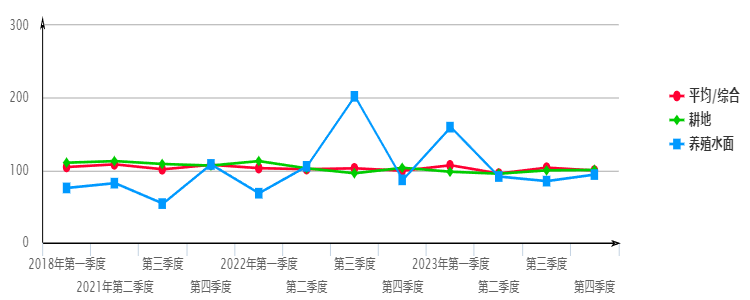 300
200
100
0
2018年第一季度
2021年第二季度
第三季度
第四季度
2022年第一季度
第二季度
第三季度
第四季度
2023年第一季度
第二季度
第三季度
第四季度
平均/综合
耕地
养殖水面